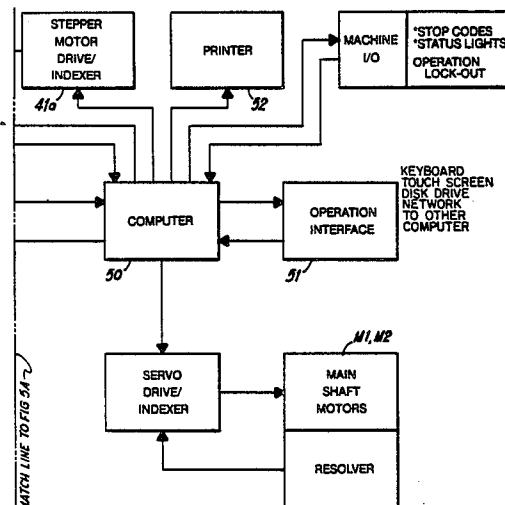 STEPPER
MOTOR
DRIVE/
INDEXER
41a
PRINTER
52
MACHINE
I/O
*STOP CODES
*STATUS LIGHTS
OPERATION
LOCK-OUT
COMPUTER
50
OPERATION
INTERFACE
51
KEYBOARD
TOUCH SCREEN
DISK DRIVE
NETWORK
TO OTHER
COMPUTER
SERVO
DRIVE/
INDEXER
M1, M2
MAIN
SHAFT
MOTORS
RESOLVER
MATCH LINE TO FIG 5A